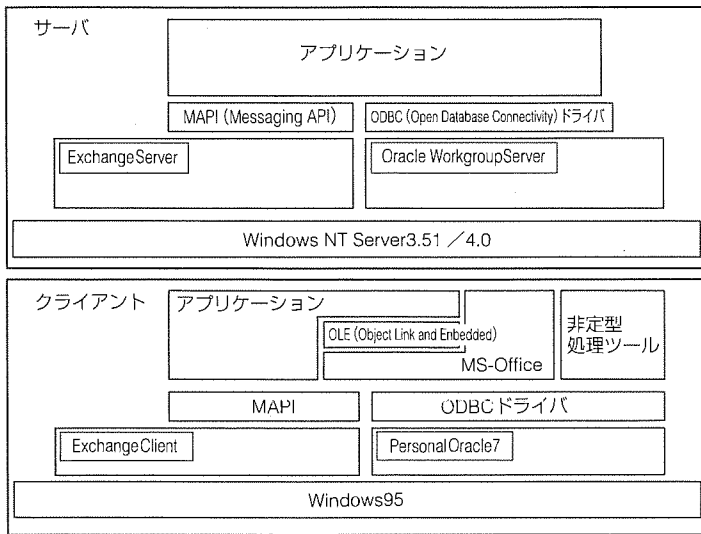 サーバ
アプリケーション
MAPI (Messaging API)
ODBC (Open Database Connectivity) ドライバ
ExchangeServer
Oracle WorkgroupServer
Windows NT Server3.51 ／4.0
クライアント
アプリケーション
OLE (Object Link and Enbedded)
MS-Office
非定型
処理ツール
MAPI
ODBCドライバ
ExchangeClient
PersonalOracle7
Windows95